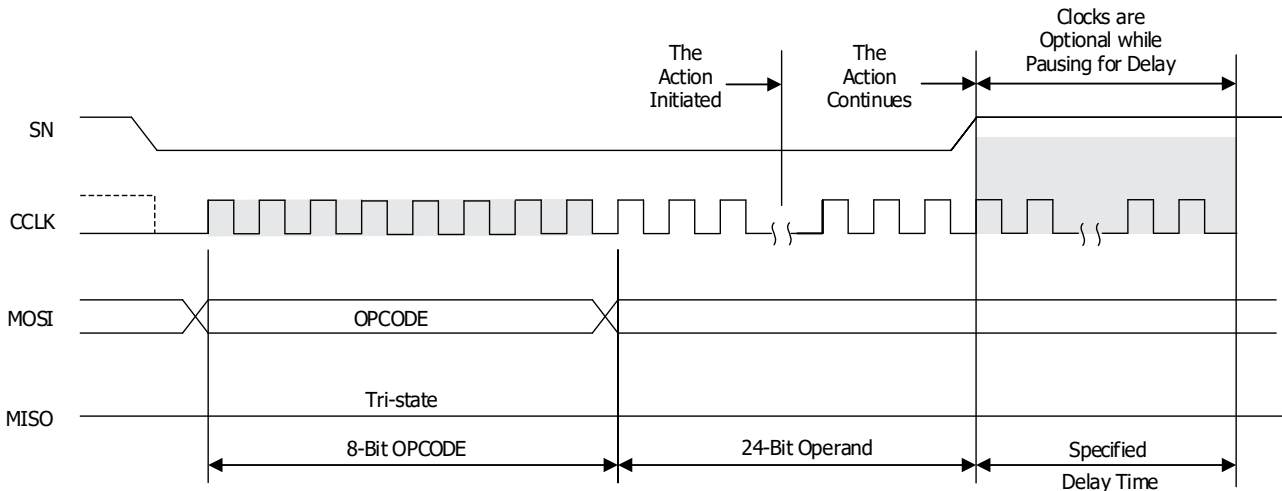 The
Action
Initiated
The
Action
Continues
Clocks are
Optional while
Pausing for Delay
SN
CCLK
MOSI
OPCODE
MISO
Tri-state
8-Bit OPCODE
24-Bit Operand
Specified
Delay Time